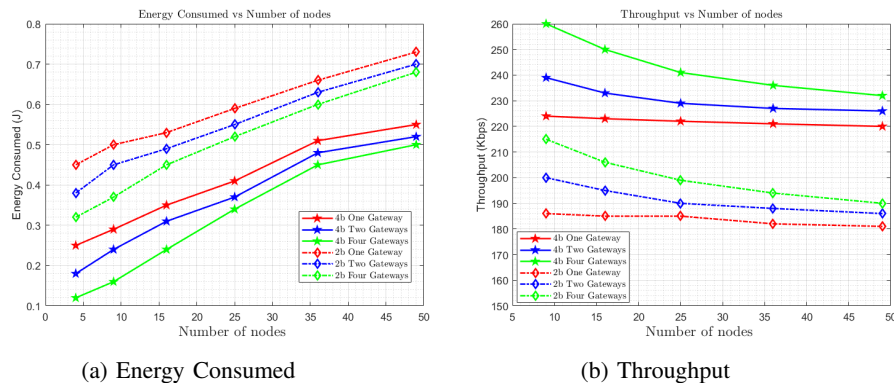 Energy Consumed vs Number of nodes
0.8
0.7
0.6
0.5
0.4
0.3
0.2
0.1
Energy Consumed (J)
4b One Gateway
4b Two Gateways
4b Four Gateways
2b One Gateway
2b Two Gateways
2b Four Gateways
0 5 10 15 20 25 30 35 40 45 50
Number of nodes
(a) Energy Consumed
Throughput vs Number of nodes
260
250
240
230
220
210
200
190
180
170
160
150
Throughput (Kbps)
4b One Gateway
4b Two Gateways
4b Four Gateways
2b One Gateway
2b Two Gateways
2b Four Gateways
5 10 15 20 25 30 35 40 45 50
Number of nodes
(b) Throughput